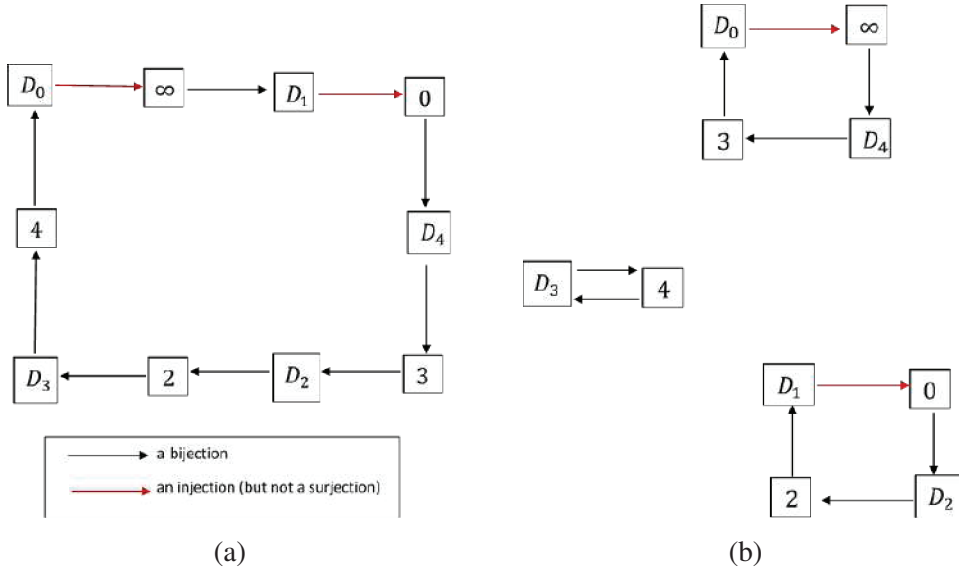 D₀ ∞ D₁ 0
4 D₄
D₃ 2 D₂ 3
a bijection
an injection (but not a surjection)
(a)
D₀ ∞
3 D₄
D₃ 4
D₁ 0
2 D₂
(b)